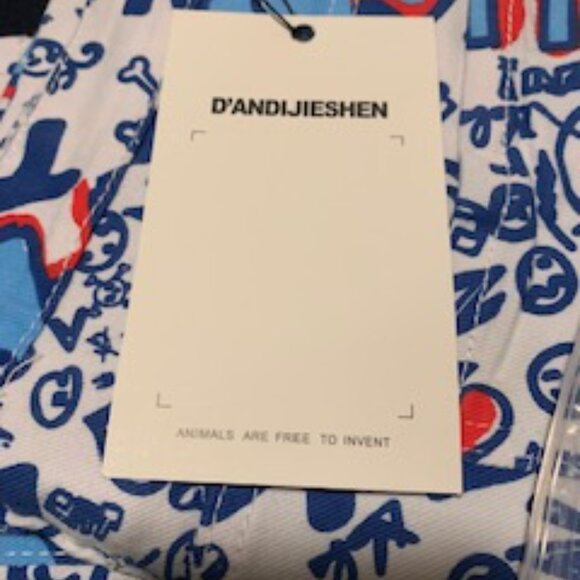 D'ANDIJIESHEN
ANIMALS ARE FREE TO INVENT